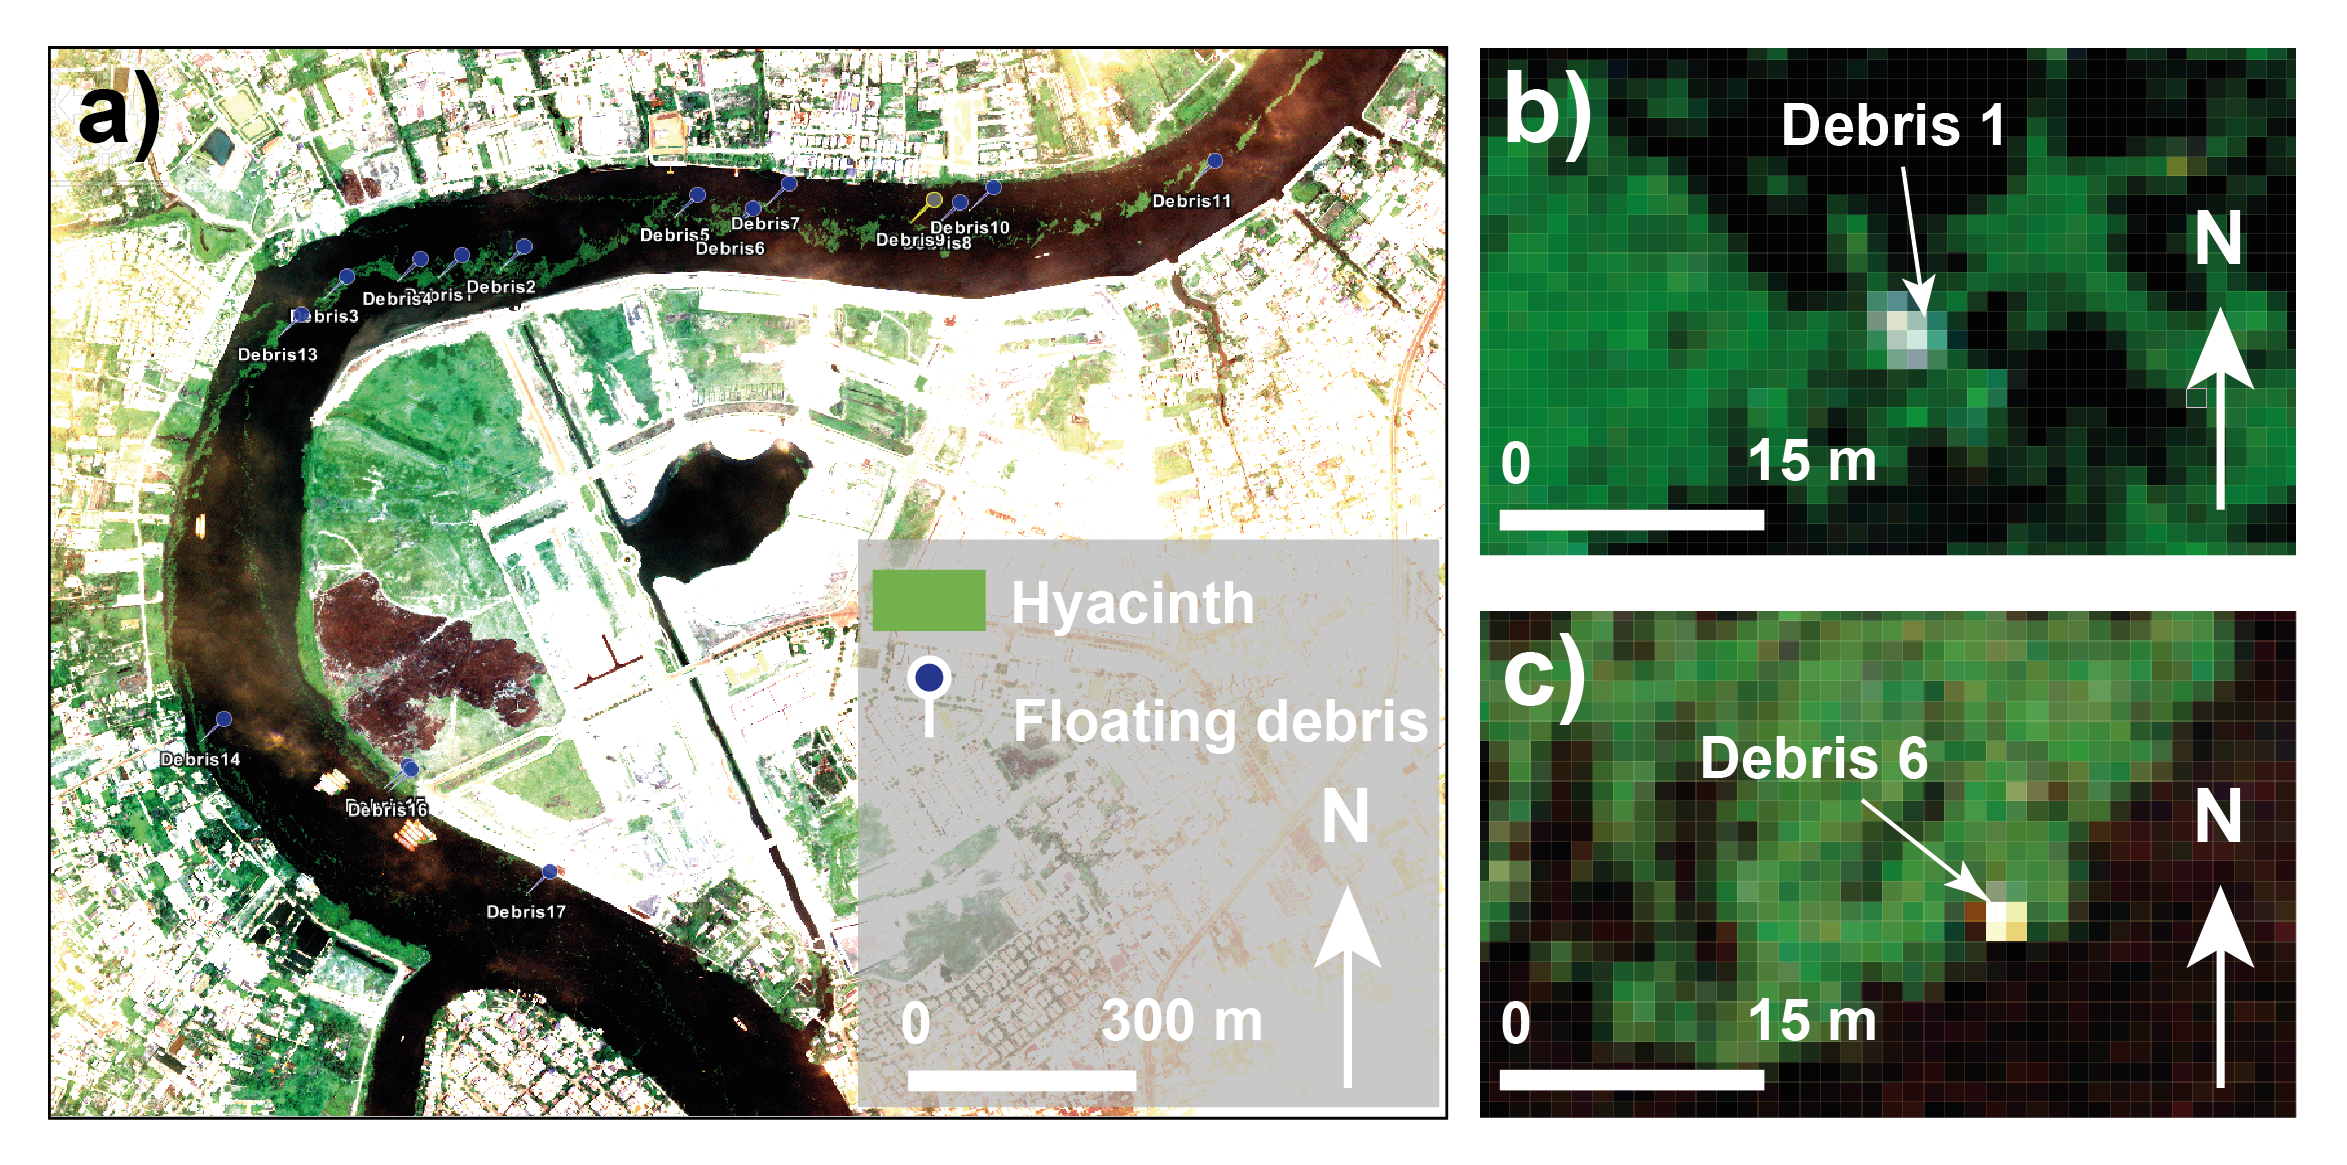 a)
Debris11
Debris7
Debris5
Debris10
Debris6
Debris9
Debris2
Debris4
Debris3
Debris13
Debris14
Debris16
Debris17
Hyacinth
Floating debris
N
0
300 m
b)
Debris 1
N
0
15 m
c)
Debris 6
N
0
15 m